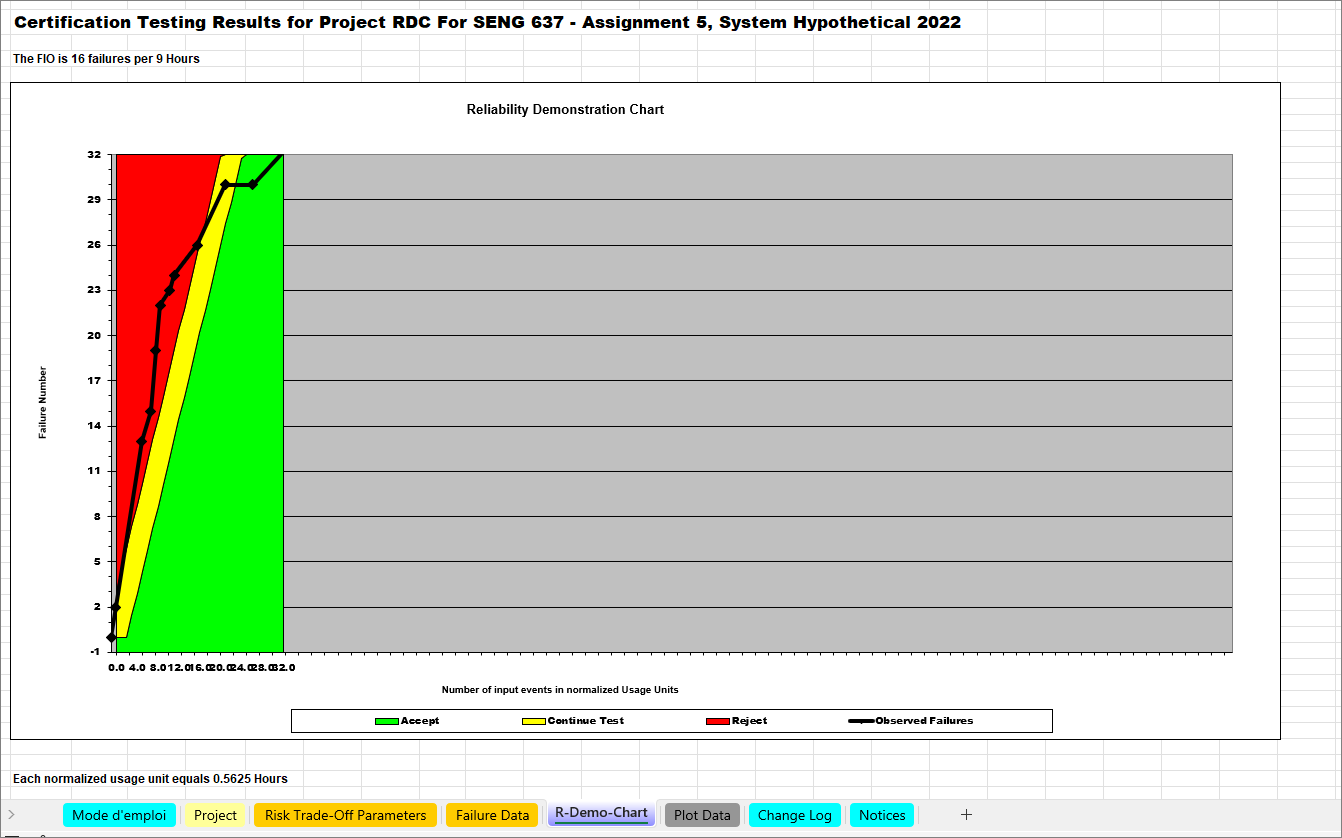 Certification Testing Results for Project RDC For SENG 637 - Assignment 5, System Hypothetical 2022
The FIO is 16 failures per 9 Hours
Reliability Demonstration Chart
32
29
26
23
20
17
14
11
8
5
2
-1
Failure Number
0.0 4.0 8.0 12.0 16.0 20.0 24.0 28.0 32.0
Number of input events in normalized Usage Units
Accept Continue Test Reject Observed Failures
Each normalized usage unit equals 0.5625 Hours
Mode d'emploi Project Risk Trade-Off Parameters Failure Data R-Demo-Chart Plot Data Change Log Notices